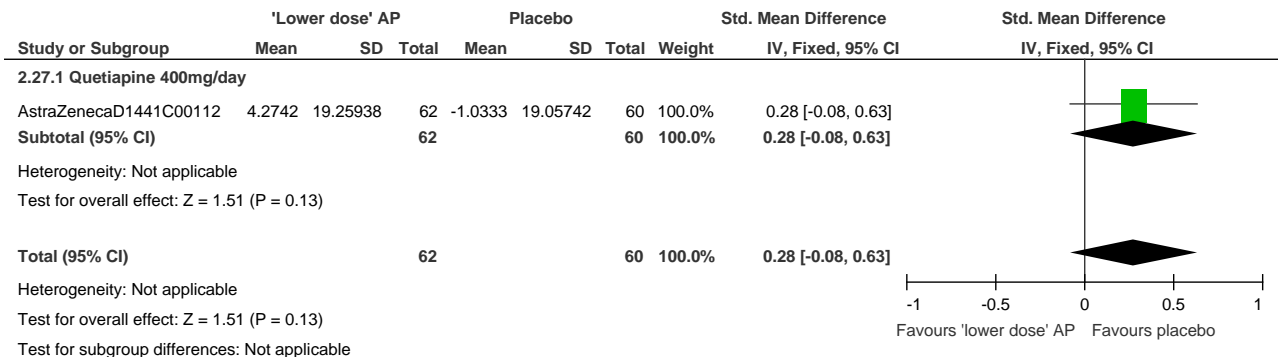 'Lower dose' AP Placebo Std. Mean Difference Std. Mean Difference
Study or Subgroup Mean SD Total Mean SD Total Weight IV, Fixed, 95% CI IV, Fixed, 95% CI
2.27.1 Quetiapine 400mg/day
AstraZenecaD1441C00112 4.2742 19.25938 62 -1.0333 19.05742 60 100.0% 0.28 [-0.08, 0.63]
Subtotal (95% CI) 62 60 100.0% 0.28 [-0.08, 0.63]
Heterogeneity: Not applicable
Test for overall effect: Z = 1.51 (P = 0.13)
Total (95% CI) 62 60 100.0% 0.28 [-0.08, 0.63]
Heterogeneity: Not applicable
Test for overall effect: Z = 1.51 (P = 0.13)
Test for subgroup differences: Not applicable
-1 -0.5 0 0.5 1
Favours 'lower dose' AP Favours placebo